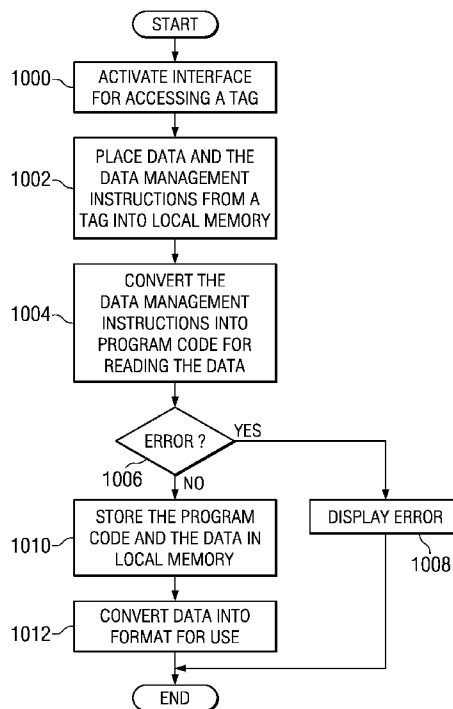 START
1000
ACTIVATE INTERFACE
FOR ACCESSING A TAG
1002
PLACE DATA AND THE
DATA MANAGEMENT
INSTRUCTIONS FROM A
TAG INTO LOCAL MEMORY
1004
CONVERT THE
DATA MANAGEMENT
INSTRUCTIONS INTO
PROGRAM CODE FOR
READING THE DATA
ERROR ?
YES
1006
NO
1010
STORE THE PROGRAM
CODE AND THE DATA IN
LOCAL MEMORY
DISPLAY ERROR
1008
1012
CONVERT DATA INTO
FORMAT FOR USE
END